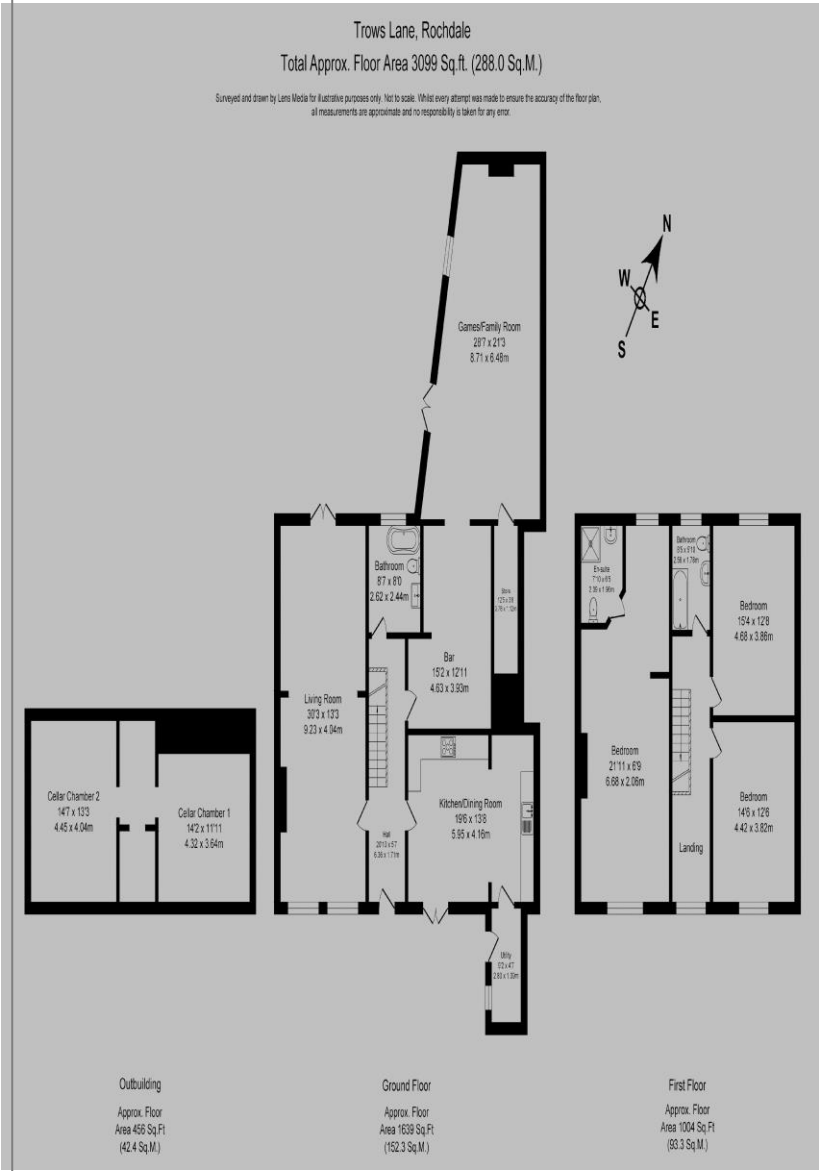 Trows Lane, Rochdale
Total Approx. Floor Area 3099 Sq.ft. (288.0 Sq.M.)
Surveyed and drawn by Lens Media for illustrative purposes only. Not to scale. Whilst every attempt was made to ensure the accuracy of the floor plan,
all measurements are approximate and no responsibility is taken for any error.
N
W
E
S
Games/Family Room
28'7 x 21'3
8.71 x 6.48m
Bathroom
8'7 x 8'0
2.62 x 2.44m
Store
Bar
15'2 x 12'11
4.63 x 3.93m
Living Room
30'3 x 13'3
9.23 x 4.04m
Kitchen/Dining Room
19'6 x 13'8
5.95 x 4.16m
Hall
Utility
En-suite
Bathroom
Bedroom
15'4 x 12'8
4.68 x 3.86m
Bedroom
21'11 x 6'9
6.68 x 2.06m
Bedroom
14'6 x 12'6
4.42 x 3.82m
Landing
Cellar Chamber 2
14'7 x 13'3
4.45 x 4.04m
Cellar Chamber 1
14'2 x 11'11
4.32 x 3.64m
Outbuilding
Approx. Floor
Area 456 Sq.Ft
(42.4 Sq.M.)
Ground Floor
Approx. Floor
Area 1639 Sq.Ft
(152.3 Sq.M.)
First Floor
Approx. Floor
Area 1004 Sq.Ft
(93.3 Sq.M.)